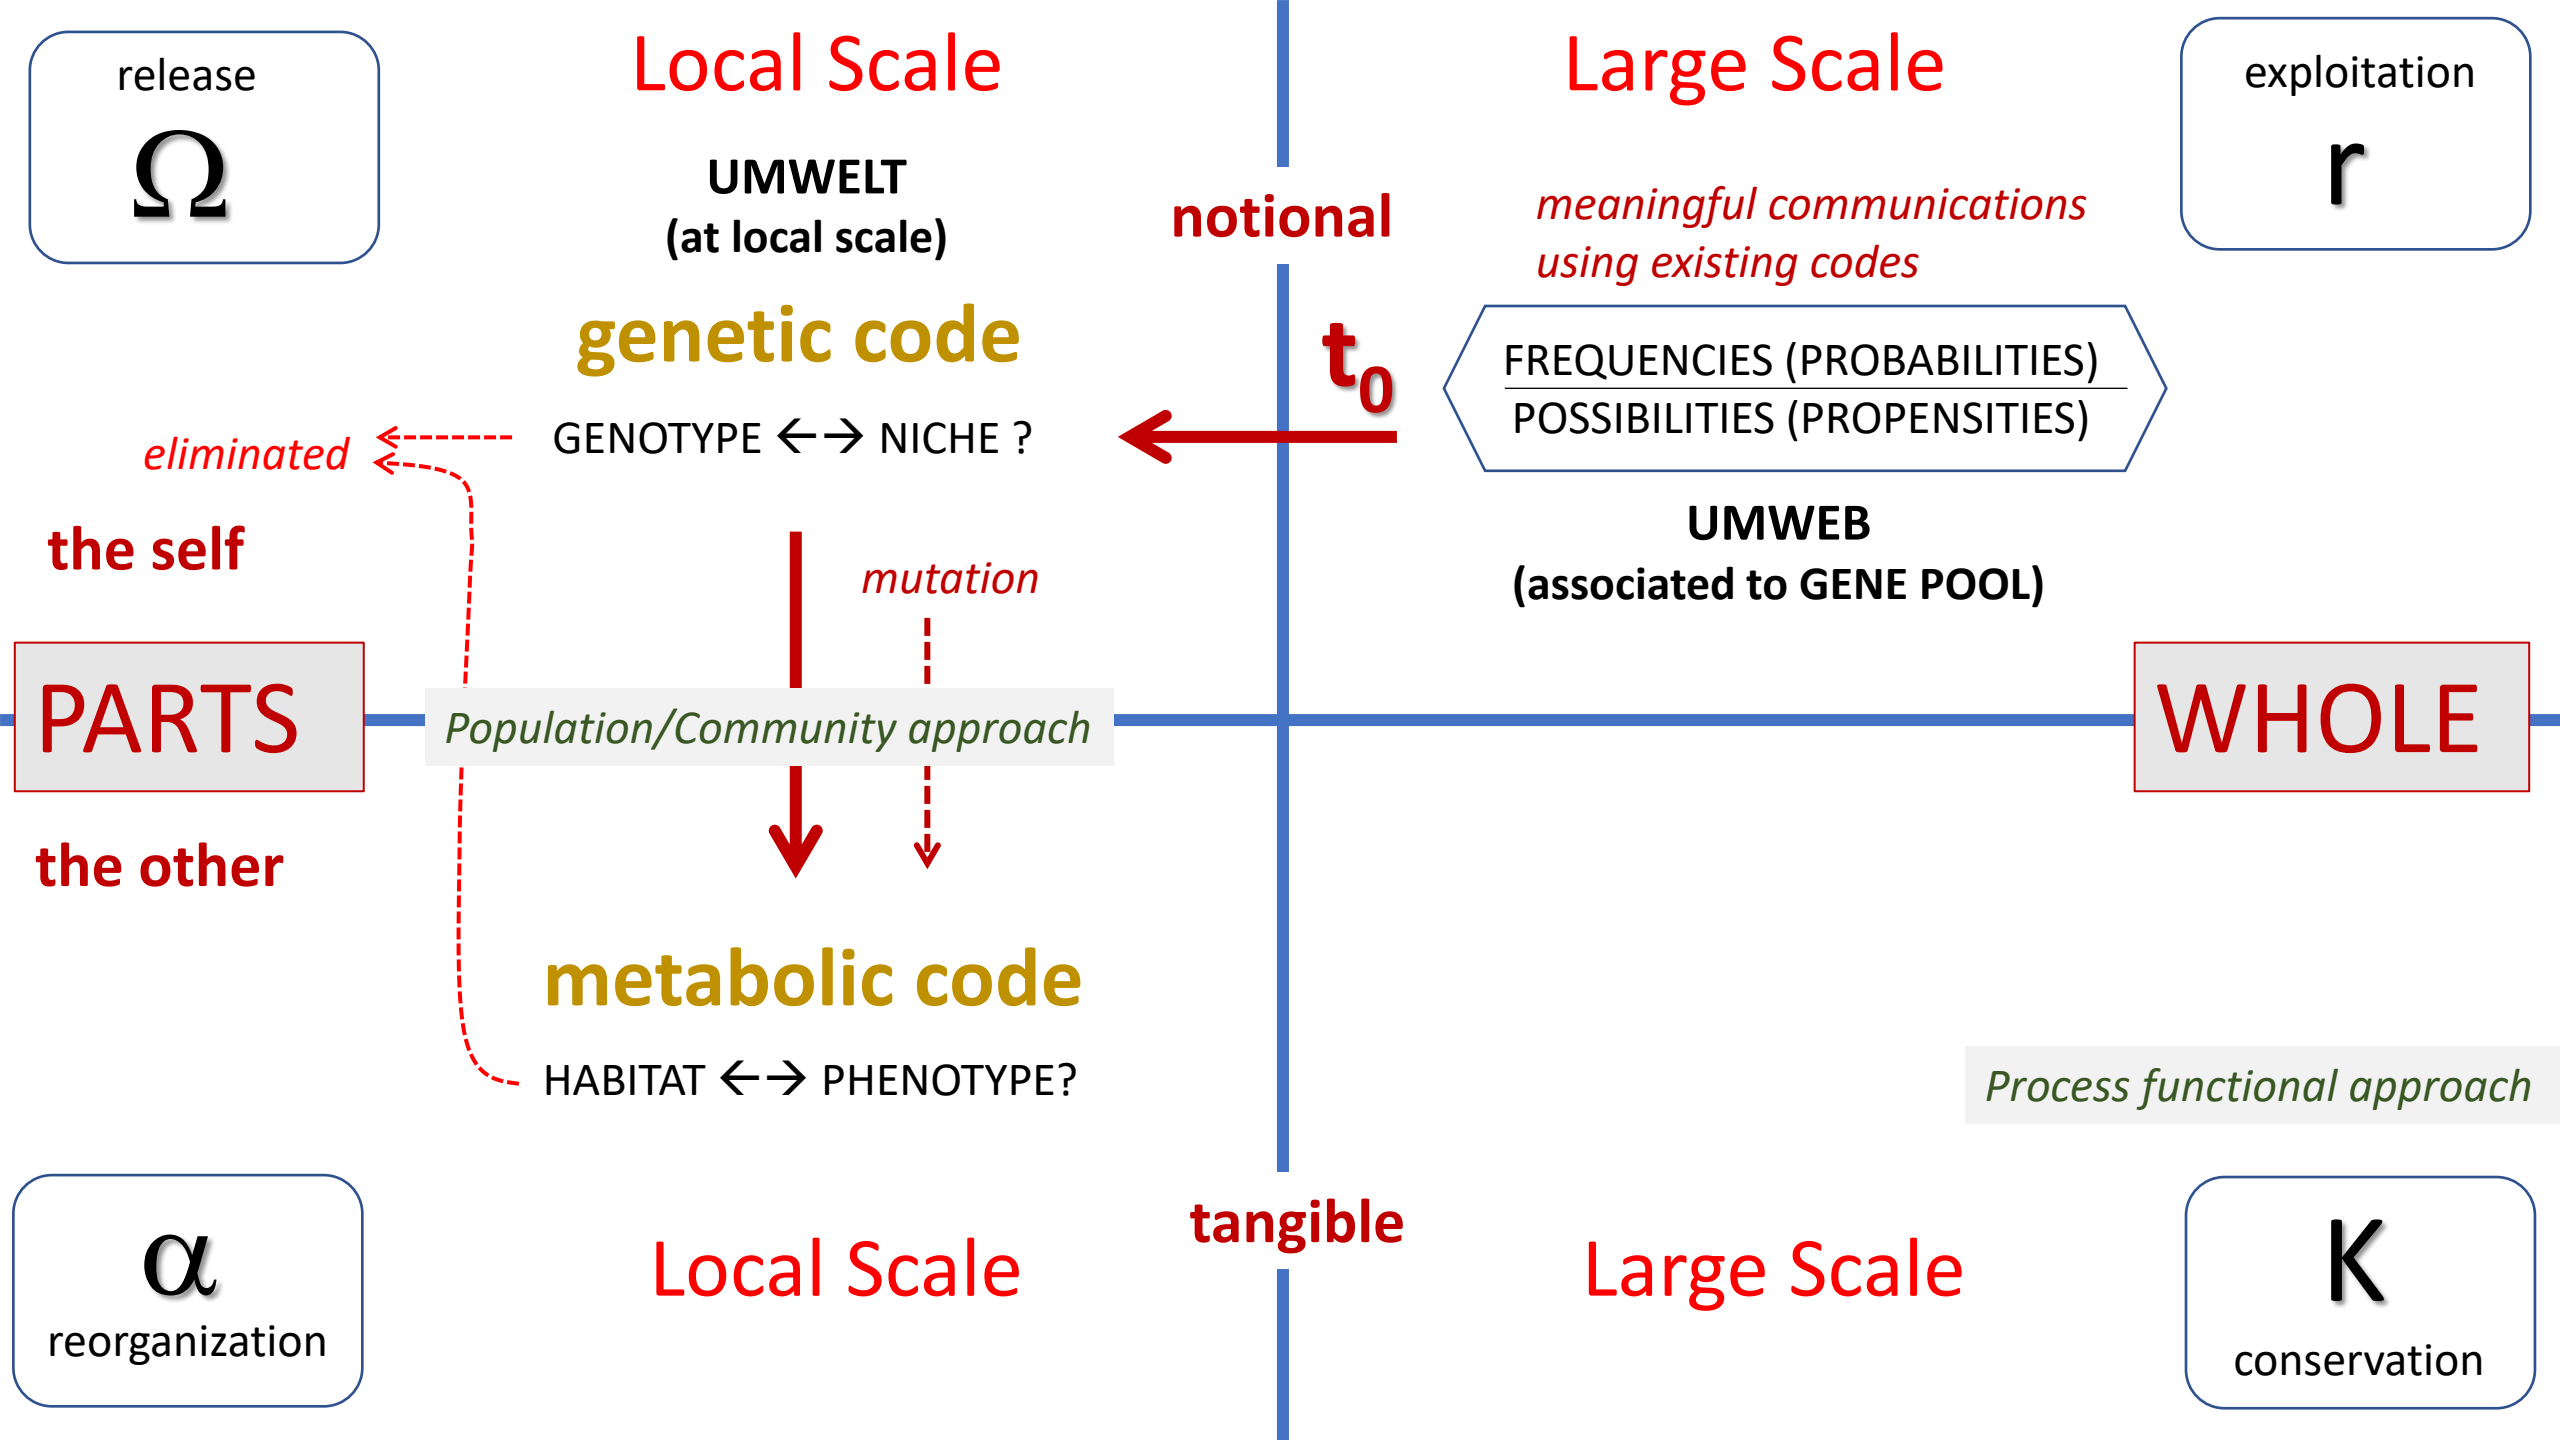 release
Ω
Local Scale
UMWELT
(at local scale)
genetic code
GENOTYPE ←→ NICHE ?
eliminated
the self
mutation
notional
Large Scale
exploitation
r
meaningful communications
using existing codes
t₀
FREQUENCIES (PROBABILITIES)
POSSIBILITIES (PROPENSITIES)
UMWEB
(associated to GENE POOL)
PARTS
Population/Community approach
WHOLE
the other
metabolic code
HABITAT ←→ PHENOTYPE?
Process functional approach
α
reorganization
Local Scale
tangible
Large Scale
K
conservation